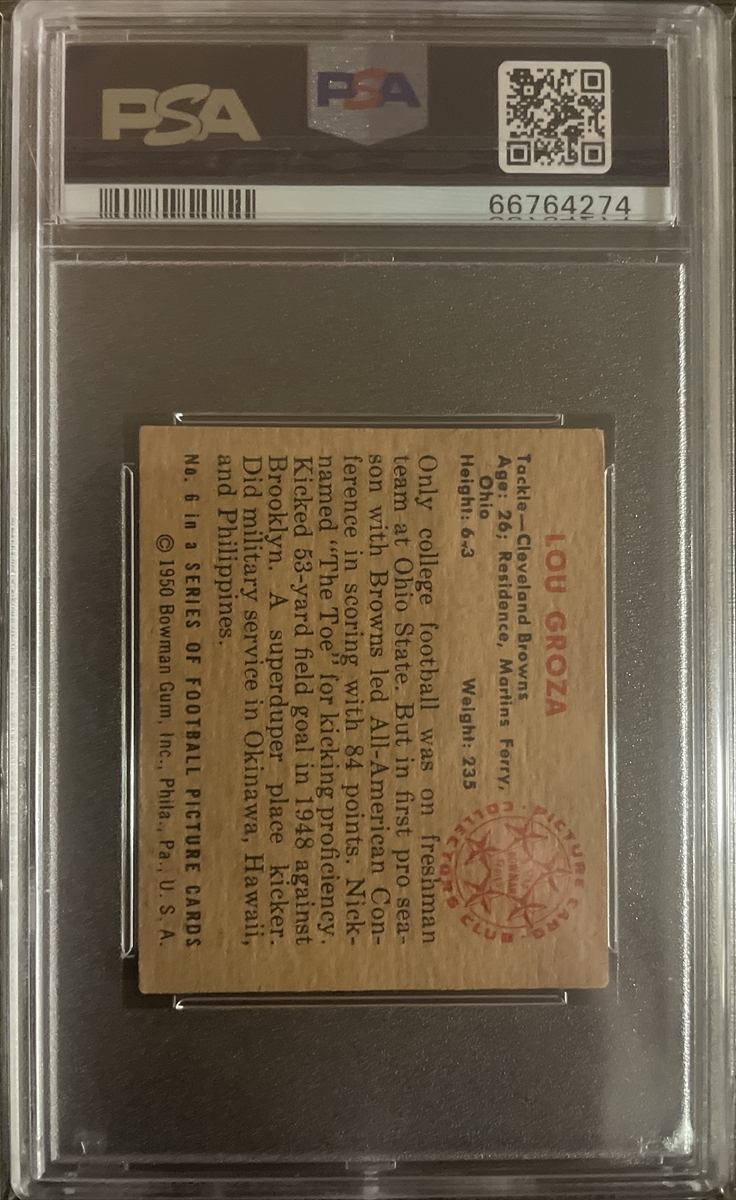 PSA
PSA
66764274
LOU GROZA
Tackle—Cleveland Browns
Age: 26; Residence, Martins Ferry,
Ohio
Height: 6-3 Weight: 235
Only college football was on freshman
team at Ohio State. But in first pro sea-
son with Browns led All-American Con-
ference in scoring with 84 points. Nick-
named "The Toe" for kicking proficiency.
Kicked 53-yard field goal in 1948 against
Brooklyn. A superduper place kicker.
Did military service in Okinawa, Hawaii,
and Philippines.
No. 6 in a SERIES OF FOOTBALL PICTURE CARDS
© 1950 Bowman Gum, Inc., Phila., Pa., U. S. A.
PICTURE CARD
COLLECTORS CLUB